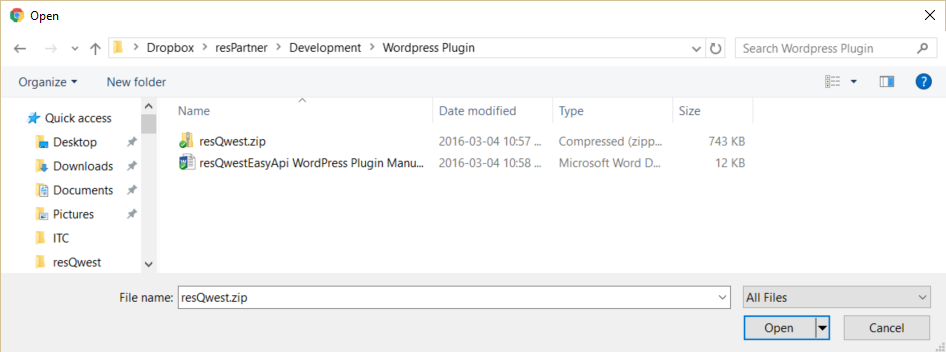 Open
Dropbox > resPartner > Development > Wordpress Plugin
Search Wordpress Plugin
Organize
New folder
Name Date modified Type Size
Quick access
Desktop
Downloads
Documents
Pictures
ITC
resQwest
resQwest.zip 2016-03-04 10:57 ... Compressed (zipp... 743 KB
resQwestEasyApi WordPress Plugin Manu... 2016-03-04 10:58 ... Microsoft Word D... 12 KB
File name: resQwest.zip
All Files
Open
Cancel